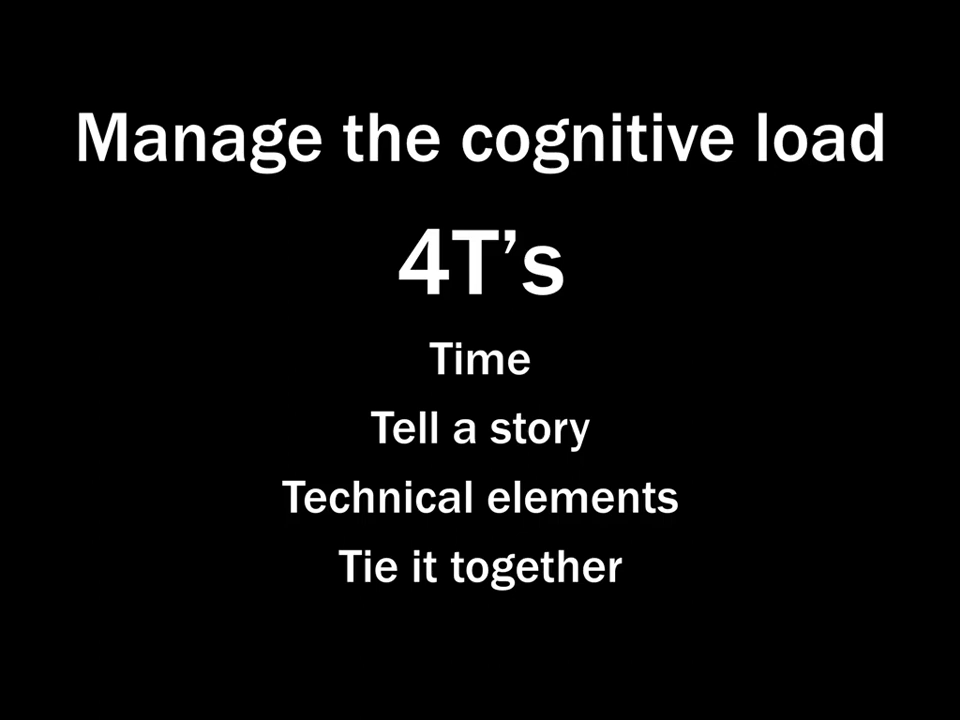 Manage the cognitive load
4T’s
Time
Tell a story
Technical elements
Tie it together